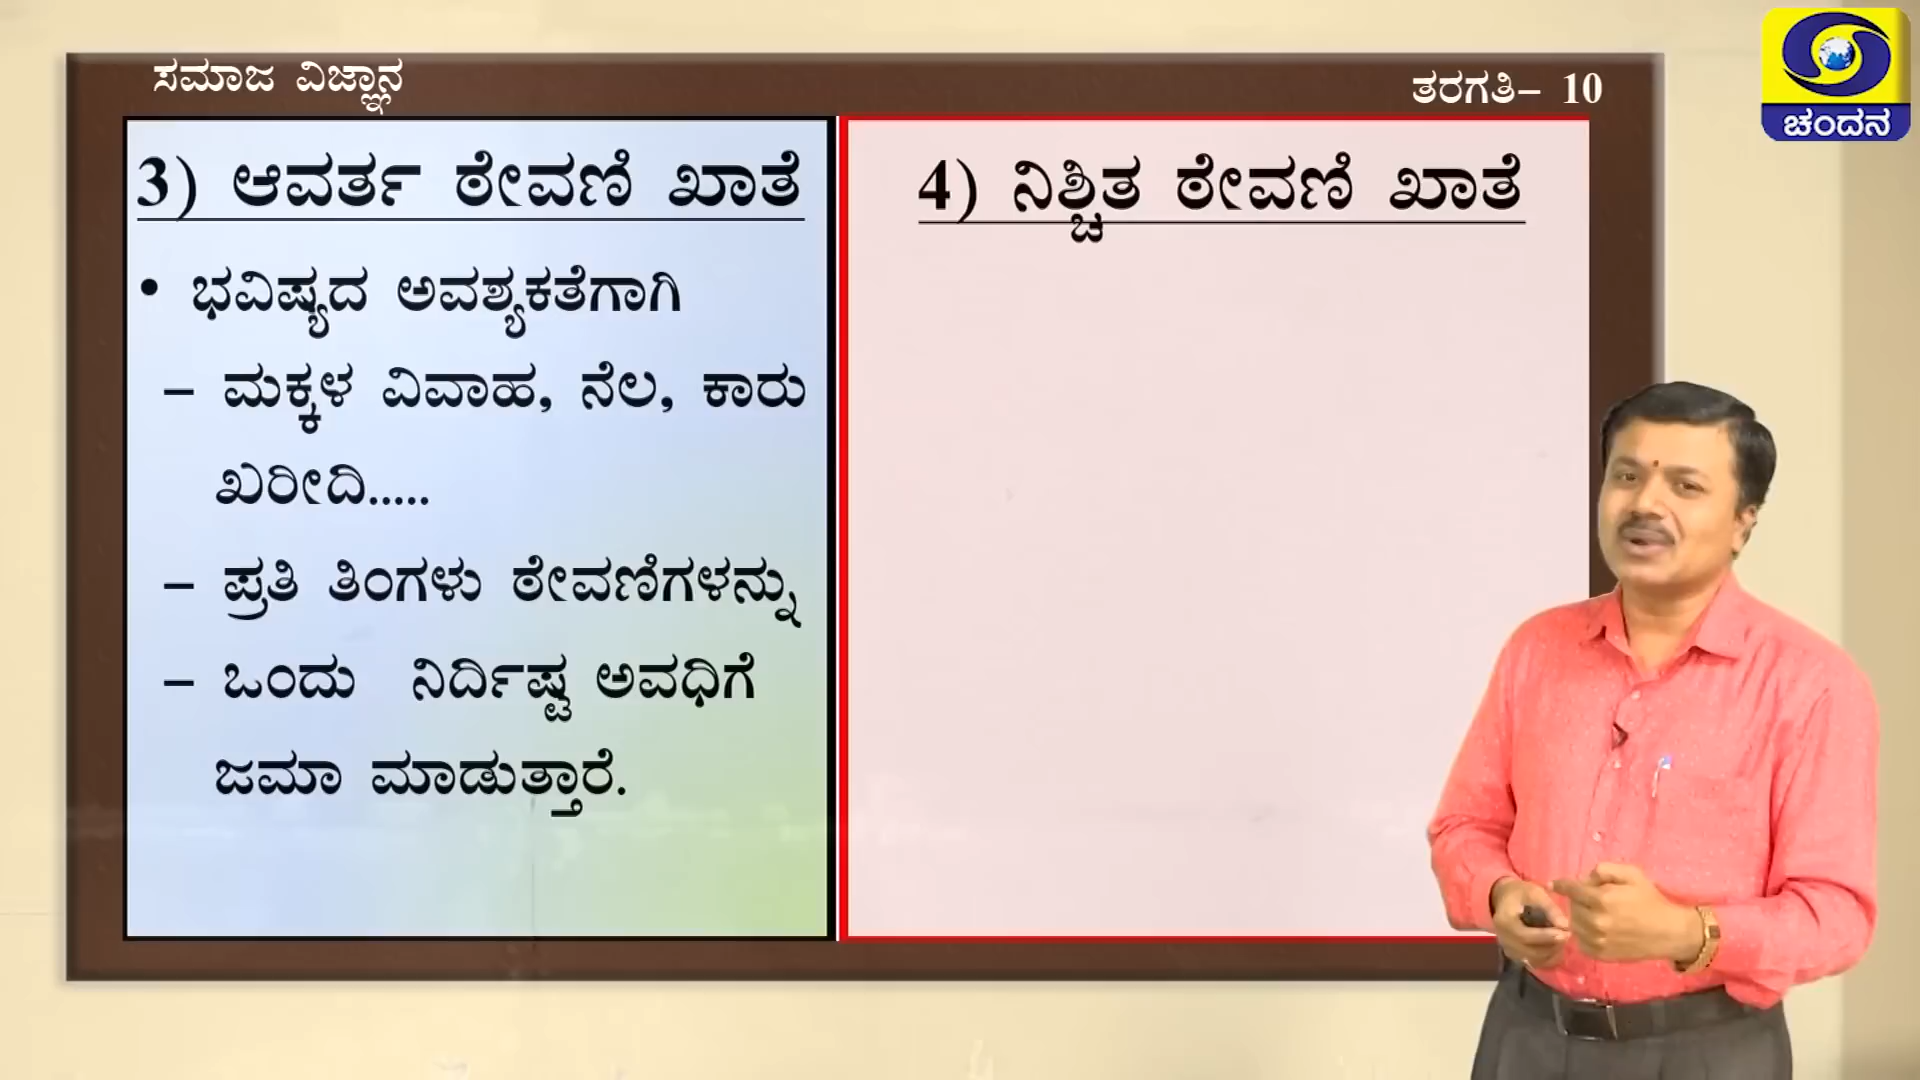 ಸಮಾಜ ವಿಜ್ಞಾನ
ತರಗತಿ– 10
ಚಂದನ
3) ಆವರ್ತ ಠೇವಣಿ ಖಾತೆ
• ಭವಿಷ್ಯದ ಅವಶ್ಯಕತೆಗಾಗಿ
– ಮಕ್ಕಳ ವಿವಾಹ, ನೆಲ, ಕಾರು
ಖರೀದಿ.....
– ಪ್ರತಿ ತಿಂಗಳು ಠೇವಣಿಗಳನ್ನು
– ಒಂದು ನಿರ್ದಿಷ್ಟ ಅವಧಿಗೆ
ಜಮಾ ಮಾಡುತ್ತಾರೆ.
4) ನಿಶ್ಚಿತ ಠೇವಣಿ ಖಾತೆ